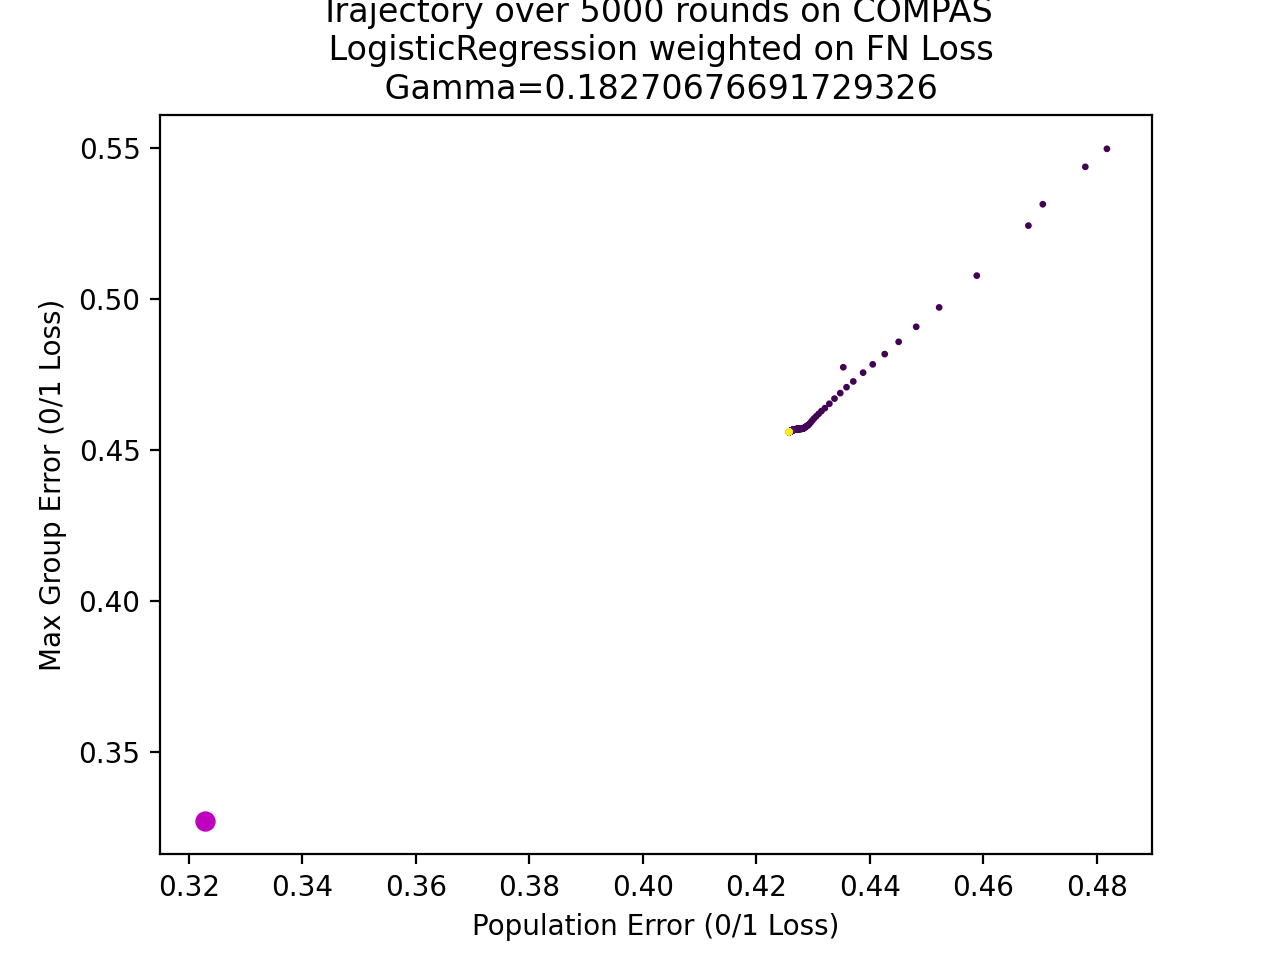 Trajectory over 5000 rounds on COMPAS
LogisticRegression weighted on FN Loss
Gamma=0.18270676691729326
0.55
0.50
0.45
0.40
0.35
Max Group Error (0/1 Loss)
0.32 0.34 0.36 0.38 0.40 0.42 0.44 0.46 0.48
Population Error (0/1 Loss)